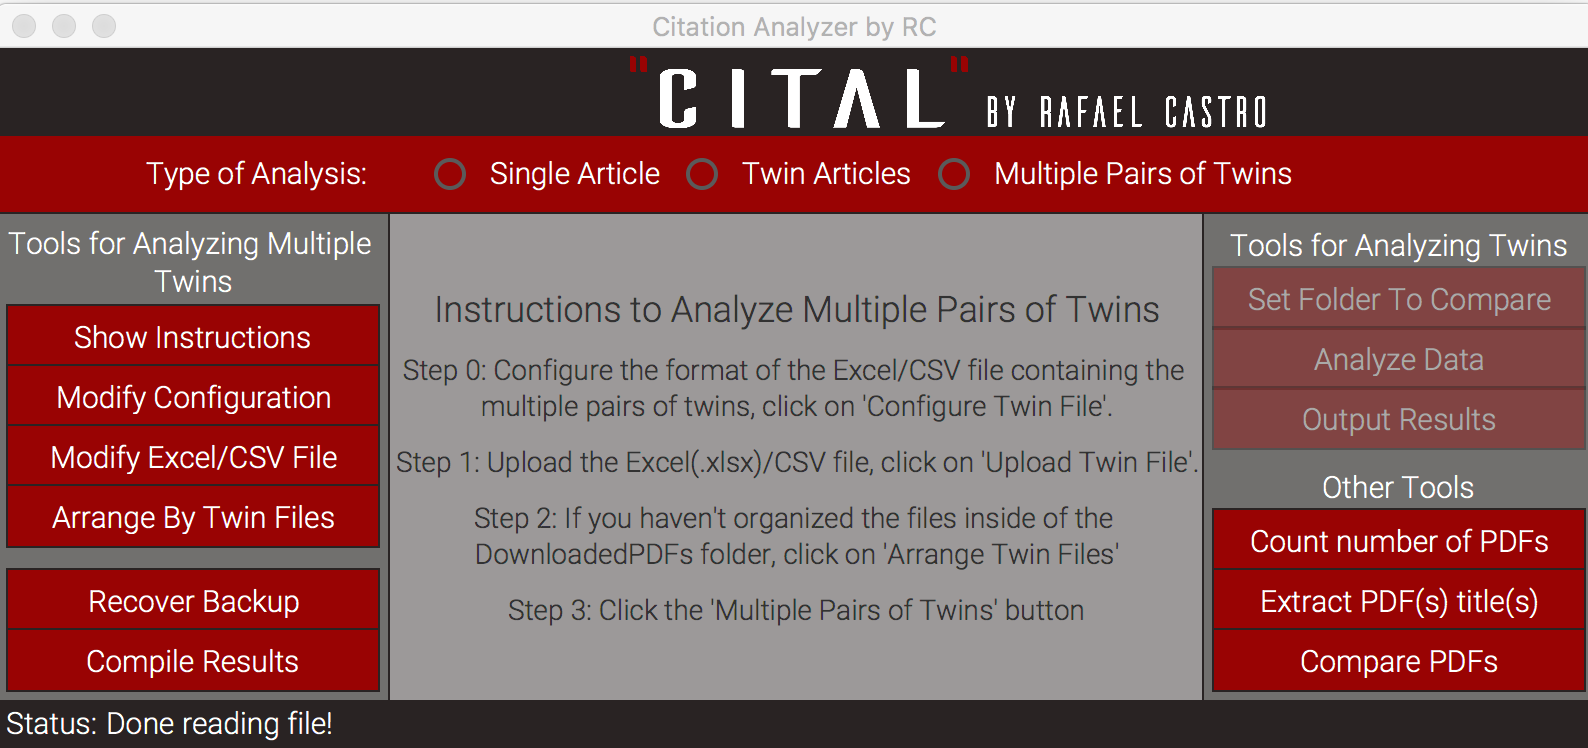 Citation Analyzer by RC
"CITAL" BY RAFAEL CASTRO
Type of Analysis: Single Article Twin Articles Multiple Pairs of Twins
Tools for Analyzing Multiple
Twins
Show Instructions
Modify Configuration
Modify Excel/CSV File
Arrange By Twin Files
Recover Backup
Compile Results
Instructions to Analyze Multiple Pairs of Twins
Step 0: Configure the format of the Excel/CSV file containing the
multiple pairs of twins, click on 'Configure Twin File'.
Step 1: Upload the Excel(.xlsx)/CSV file, click on 'Upload Twin File'.
Step 2: If you haven't organized the files inside of the
DownloadedPDFs folder, click on 'Arrange Twin Files'
Step 3: Click the 'Multiple Pairs of Twins' button
Tools for Analyzing Twins
Set Folder To Compare
Analyze Data
Output Results
Other Tools
Count number of PDFs
Extract PDF(s) title(s)
Compare PDFs
Status: Done reading file!